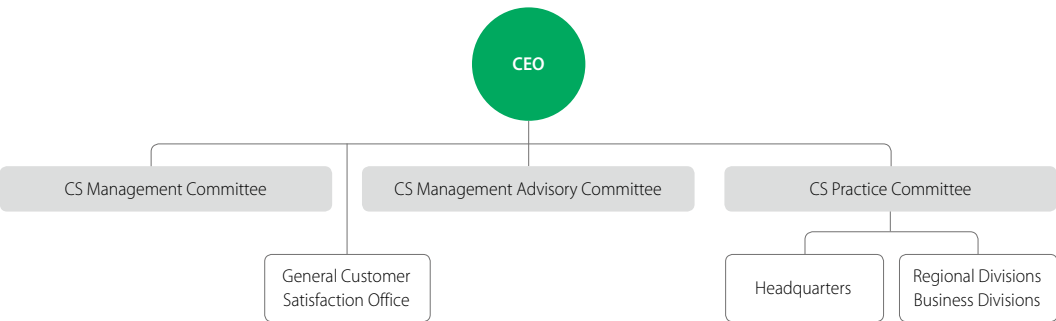 CEO
CS Management Committee
CS Management Advisory Committee
CS Practice Committee
General Customer
Satisfaction Office
Headquarters
Regional Divisions
Business Divisions